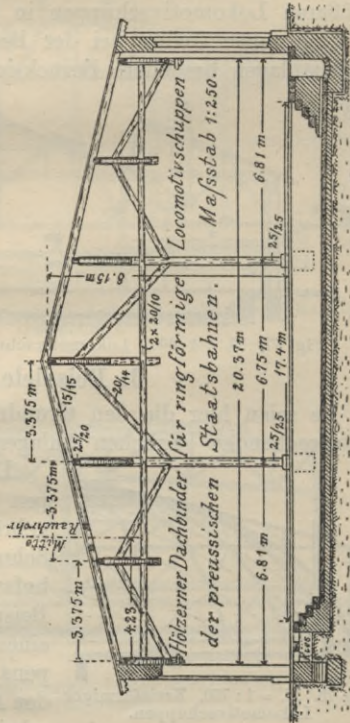 3.375 m
3.375 m
3.375 m
Mitte
Rauchrohr
15/15
25/20
8.15 m
20/14
2 x 20/10
4.23
Hölzerner Dachbinder für ringförmige Locomotivschuppen
der preussischen Staatsbahnen. Maſsstab 1:250.
20.37 m
6.81 m
6.75 m
6.81 m
25/25
25/25
17.4 m